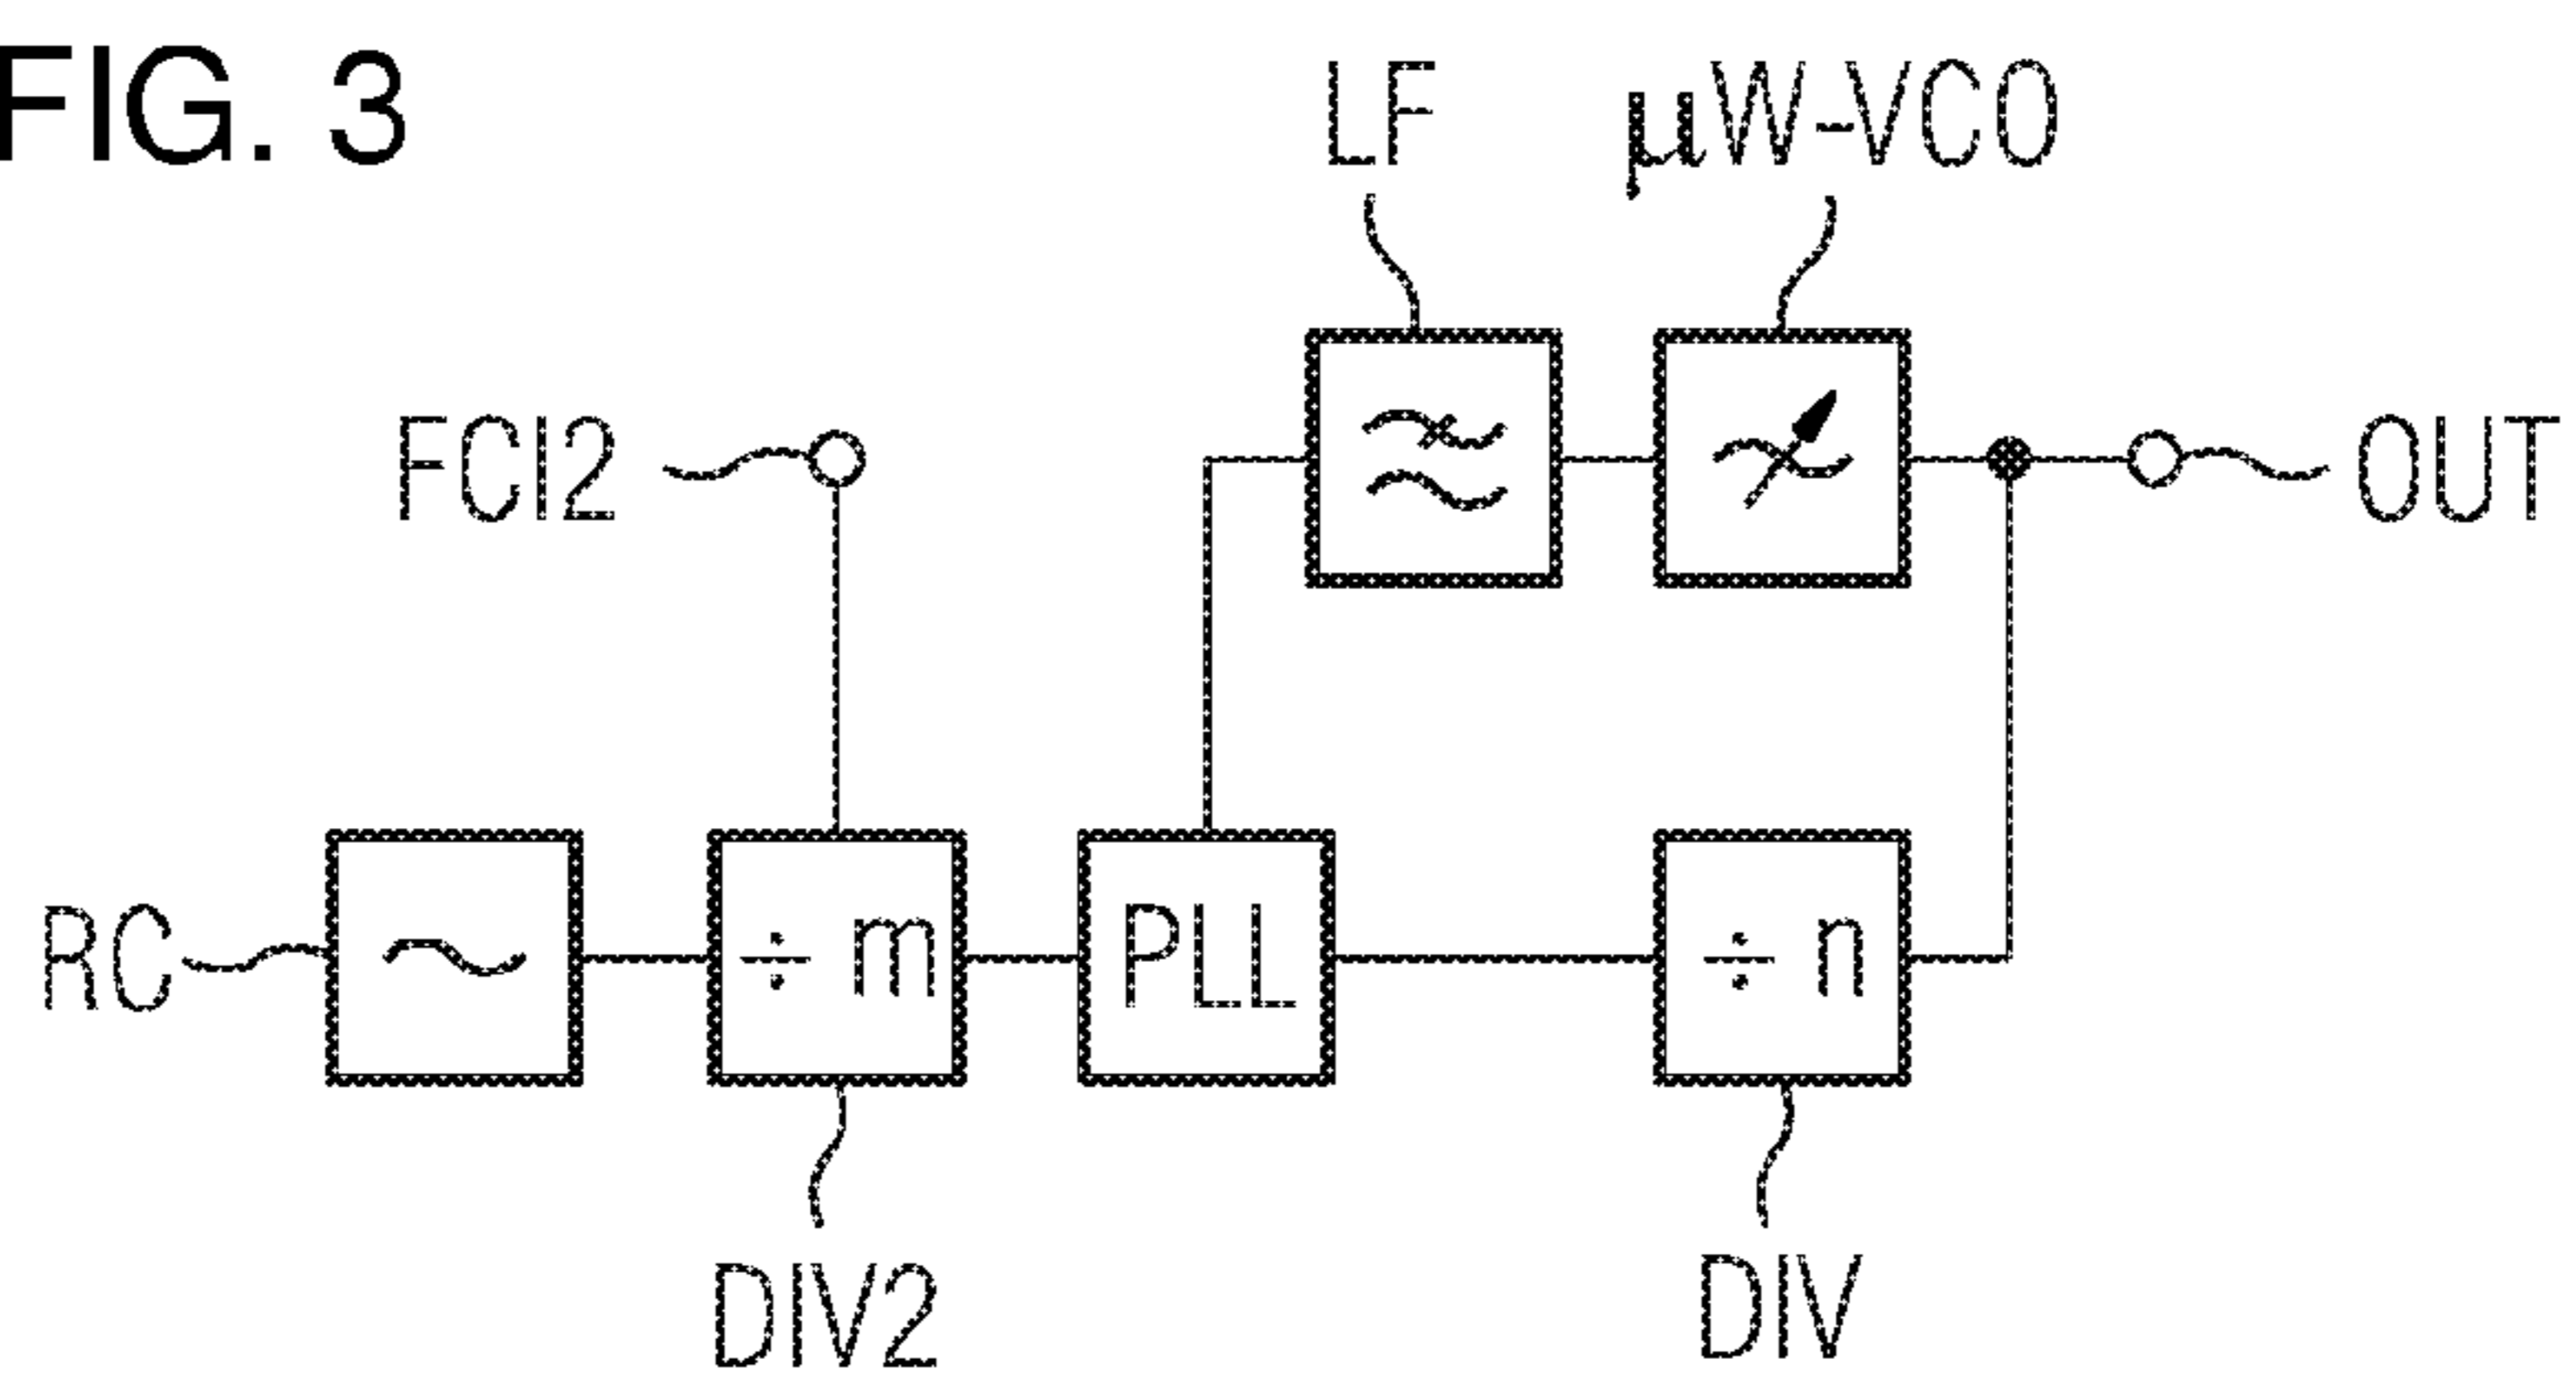 FIG. 3
LF
µW-VCO
FCI2
OUT
RC
÷ m
PLL
÷ n
DIV2
DIV